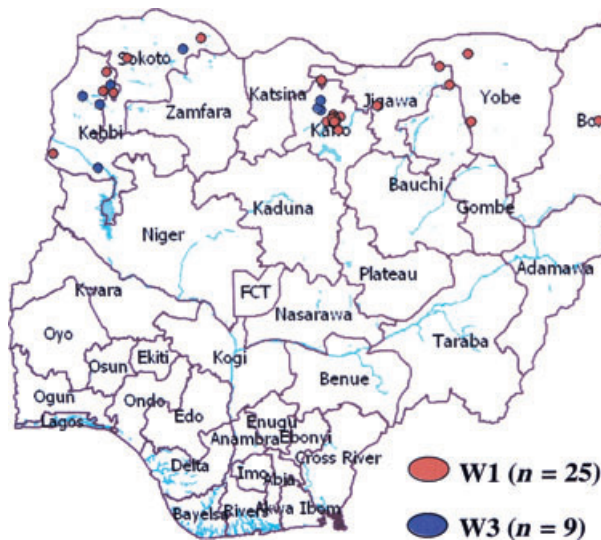 Sokoto
Katsina
Jigawa
Yobe
Bo
Zamfara
Kebbi
Kano
Bauchi
Gombe
Kaduna
Niger
Adamawa
Plateau
FCT
Kwara
Nasarawa
Taraba
Oyo
Ekiti
Kogi
Osun
Benue
Ogun
Ondo
Edo
Lagos
Enugu
Anambra
Ebonyi
Cross River
Delta
Imo
Abia
Bayelsa
Rivers
Akwa Ibom
W1 (n = 25)
W3 (n = 9)